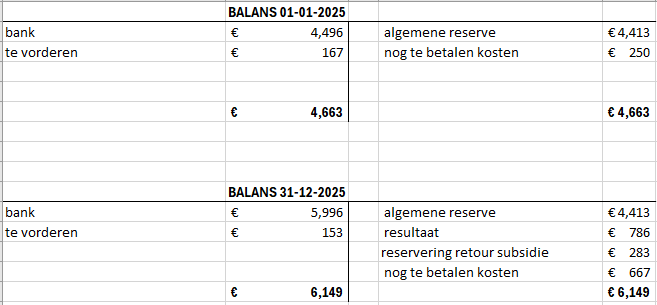 BALANS 01-01-2025
bank € 4,496 algemene reserve € 4,413
te vorderen € 167 nog te betalen kosten € 250
€ 4,663 € 4,663
BALANS 31-12-2025
bank € 5,996 algemene reserve € 4,413
te vorderen € 153 resultaat € 786
reservering retour subsidie € 283
nog te betalen kosten € 667
€ 6,149 € 6,149